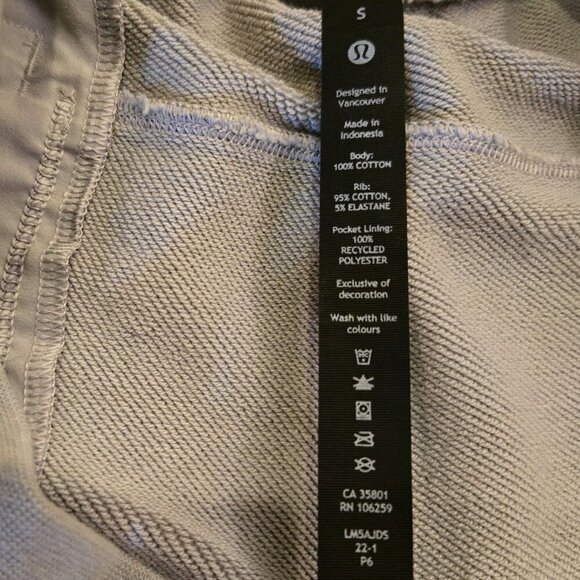 S
Designed in
Vancouver
Made in
Indonesia
Body:
100% COTTON
Rib:
95% COTTON,
5% ELASTANE
Pocket Lining:
100%
RECYCLED
POLYESTER
Exclusive of
decoration
Wash with like
colours
CA 35801
RN 106259
LM5AJDS
22-1
P6